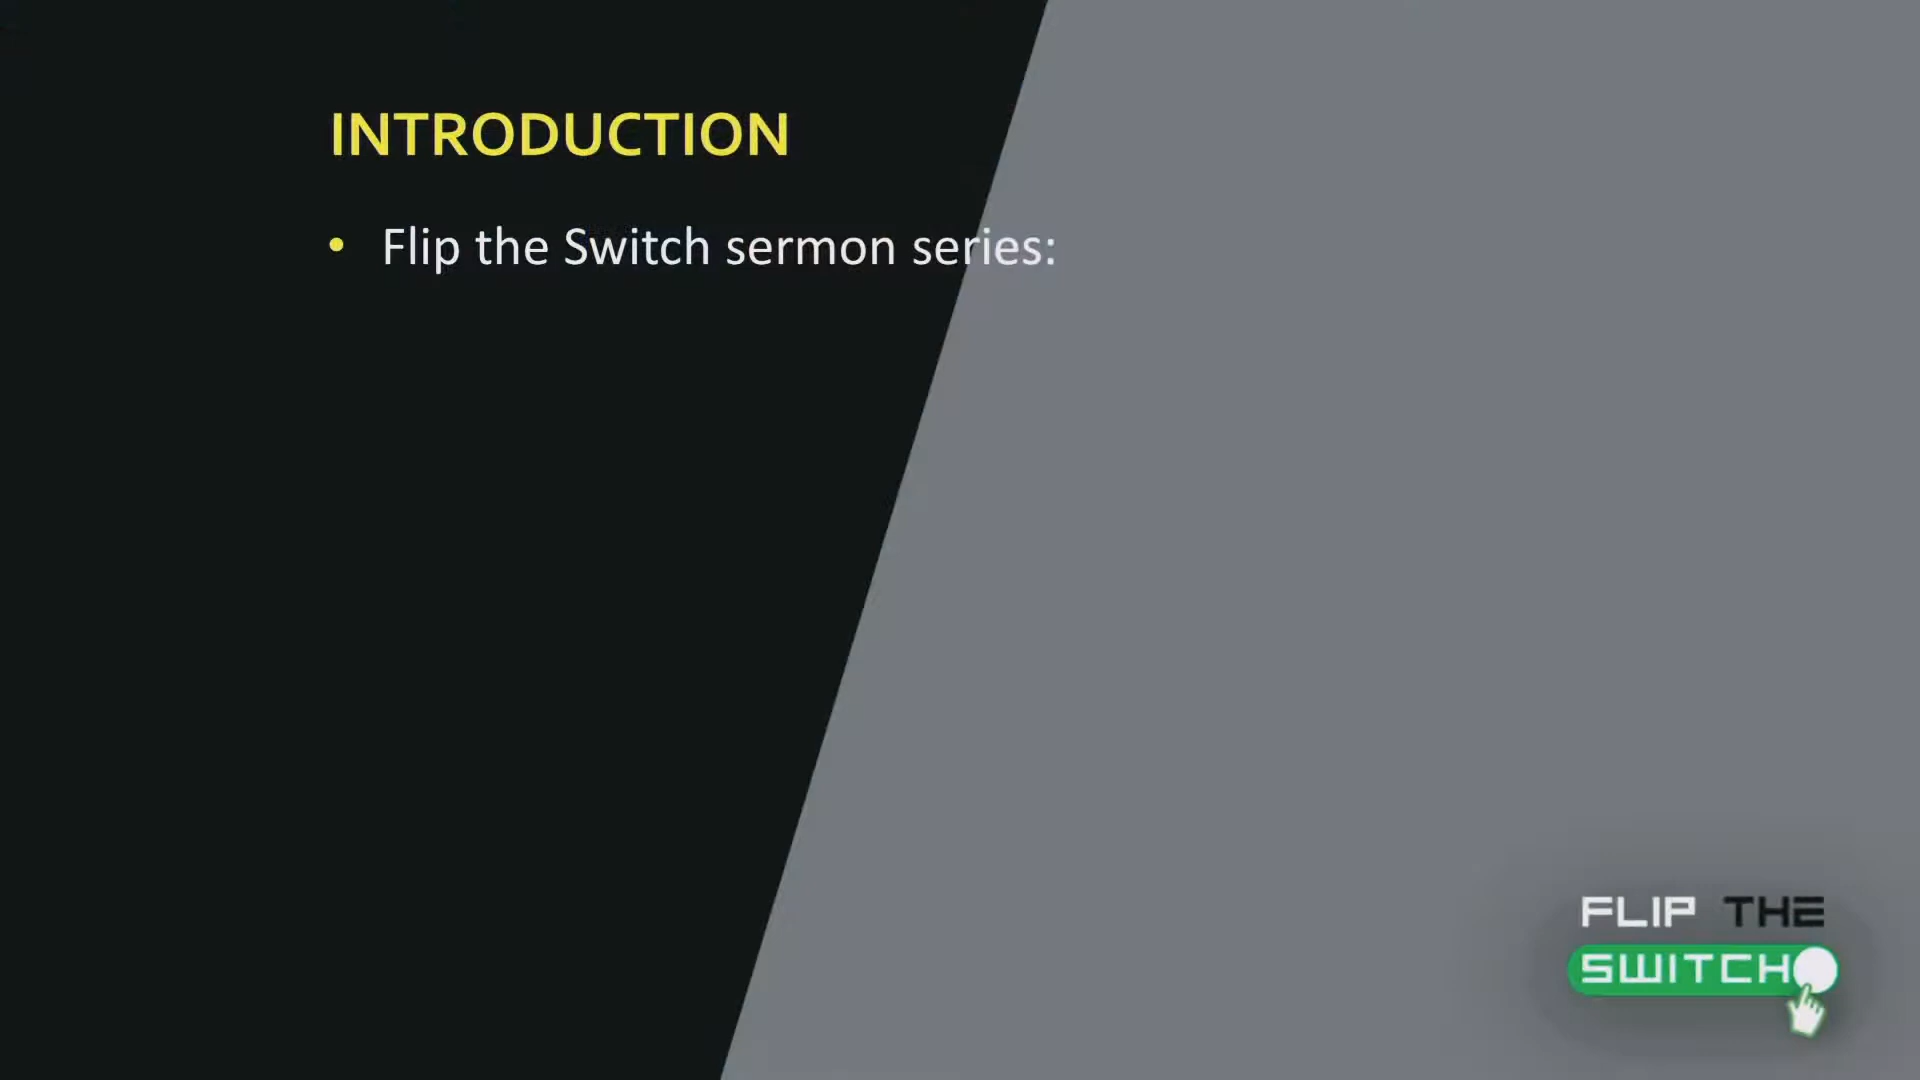 INTRODUCTION
• Flip the Switch sermon series:
FLIP THE
SWITCH